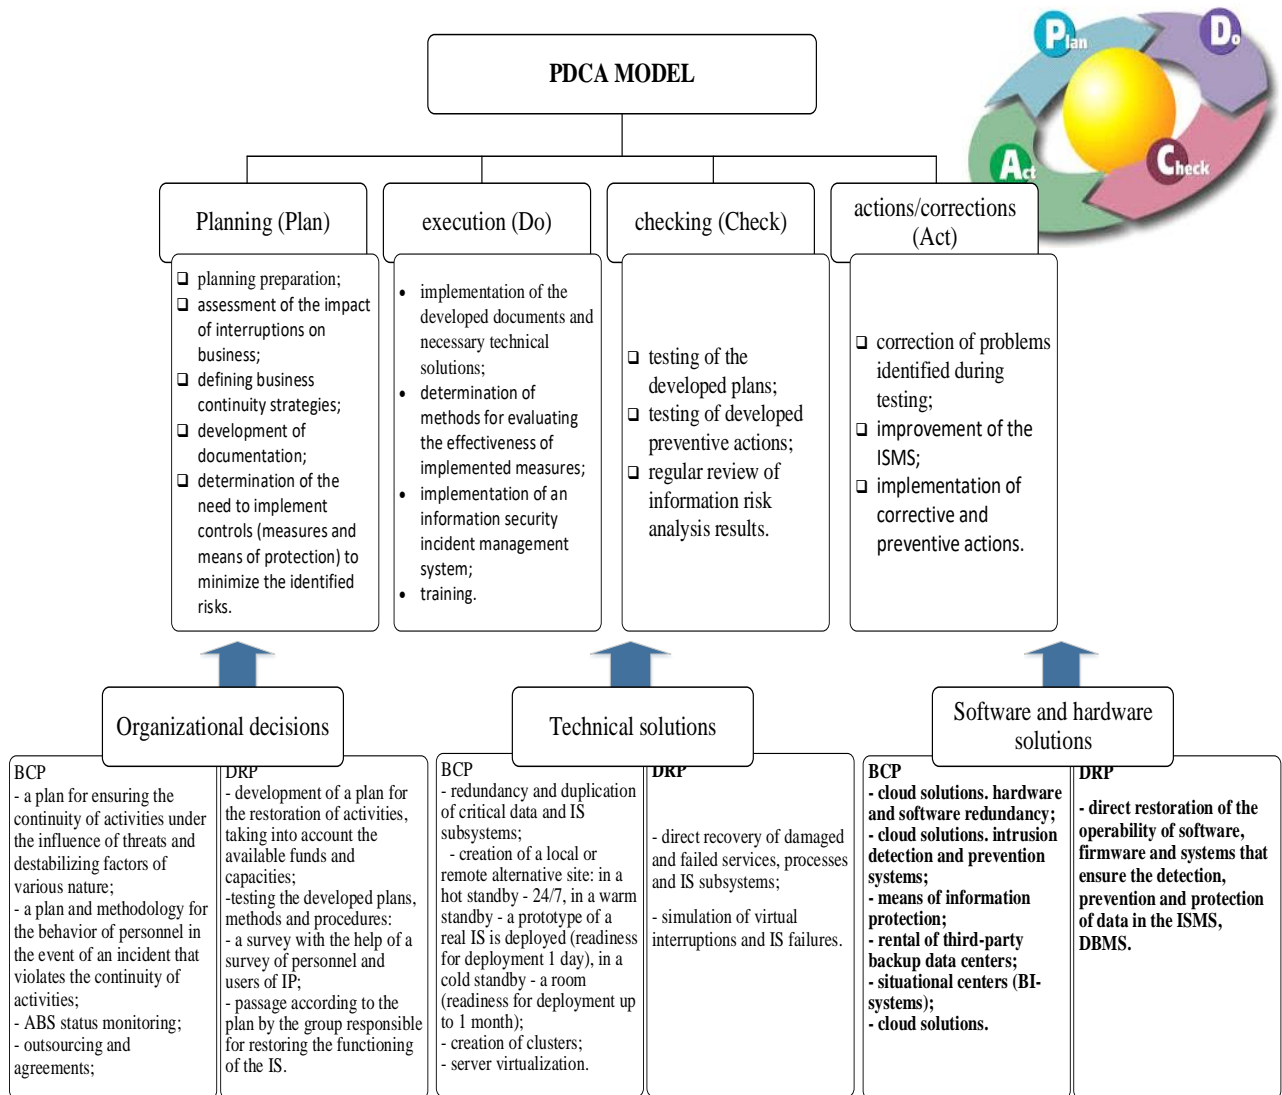 PDCA MODEL
Plan
Do
Act
Check
Planning (Plan)
execution (Do)
checking (Check)
actions/corrections
(Act)
planning preparation;
assessment of the impact
of interruptions on
business;
defining business
continuity strategies;
development of
documentation;
determination of the
need to implement
controls (measures and
means of protection) to
minimize the identified
risks.
implementation of the
developed documents and
necessary technical
solutions;
determination of
methods for evaluating
the effectiveness of
implemented measures;
implementation of an
information security
incident management
system;
training.
testing of the
developed plans;
testing of developed
preventive actions;
regular review of
information risk
analysis results.
correction of problems
identified during
testing;
improvement of the
ISMS;
implementation of
corrective and
preventive actions.
Organizational decisions
BCP
- a plan for ensuring the
continuity of activities under
the influence of threats and
destabilizing factors of
various nature;
- a plan and methodology for
the behavior of personnel in
the event of an incident that
violates the continuity of
activities;
- ABS status monitoring;
- outsourcing and
agreements;
DRP
- development of a plan for
the restoration of activities,
taking into account the
available funds and
capacities;
-testing the developed plans,
methods and procedures:
- a survey with the help of a
survey of personnel and
users of IP;
- passage according to the
plan by the group responsible
for restoring the functioning
of the IS.
Technical solutions
BCP
- redundancy and duplication
of critical data and IS
subsystems;
- creation of a local or
remote alternative site: in a
hot standby - 24/7, in a warm
standby - a prototype of a
real IS is deployed (readiness
for deployment 1 day), in a
cold standby - a room
(readiness for deployment up
to 1 month);
- creation of clusters;
- server virtualization.
DRP
- direct recovery of damaged
and failed services, processes
and IS subsystems;
- simulation of virtual
interruptions and IS failures.
Software and hardware
solutions
BCP
- cloud solutions. hardware
and software redundancy;
- cloud solutions. intrusion
detection and prevention
systems;
- means of information
protection;
- rental of third-party
backup data centers;
- situational centers (BI-
systems);
- cloud solutions.
DRP
- direct restoration of the
operability of software,
firmware and systems that
ensure the detection,
prevention and protection
of data in the ISMS,
DBMS.